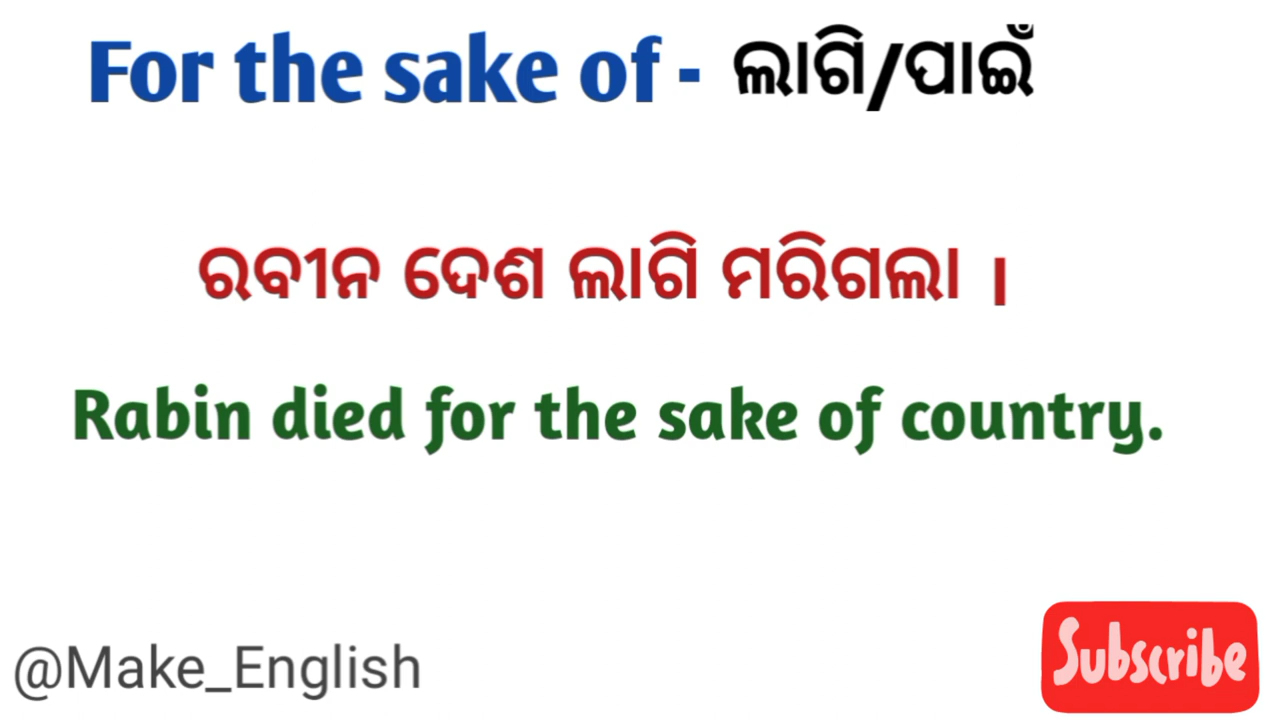 For the sake of - ଲାଗି/ପାଇଁ
ରବୀନ ଦେଶ ଲାଗି ମରିଗଲା ।
Rabin died for the sake of country.
@Make_English
Subscribe